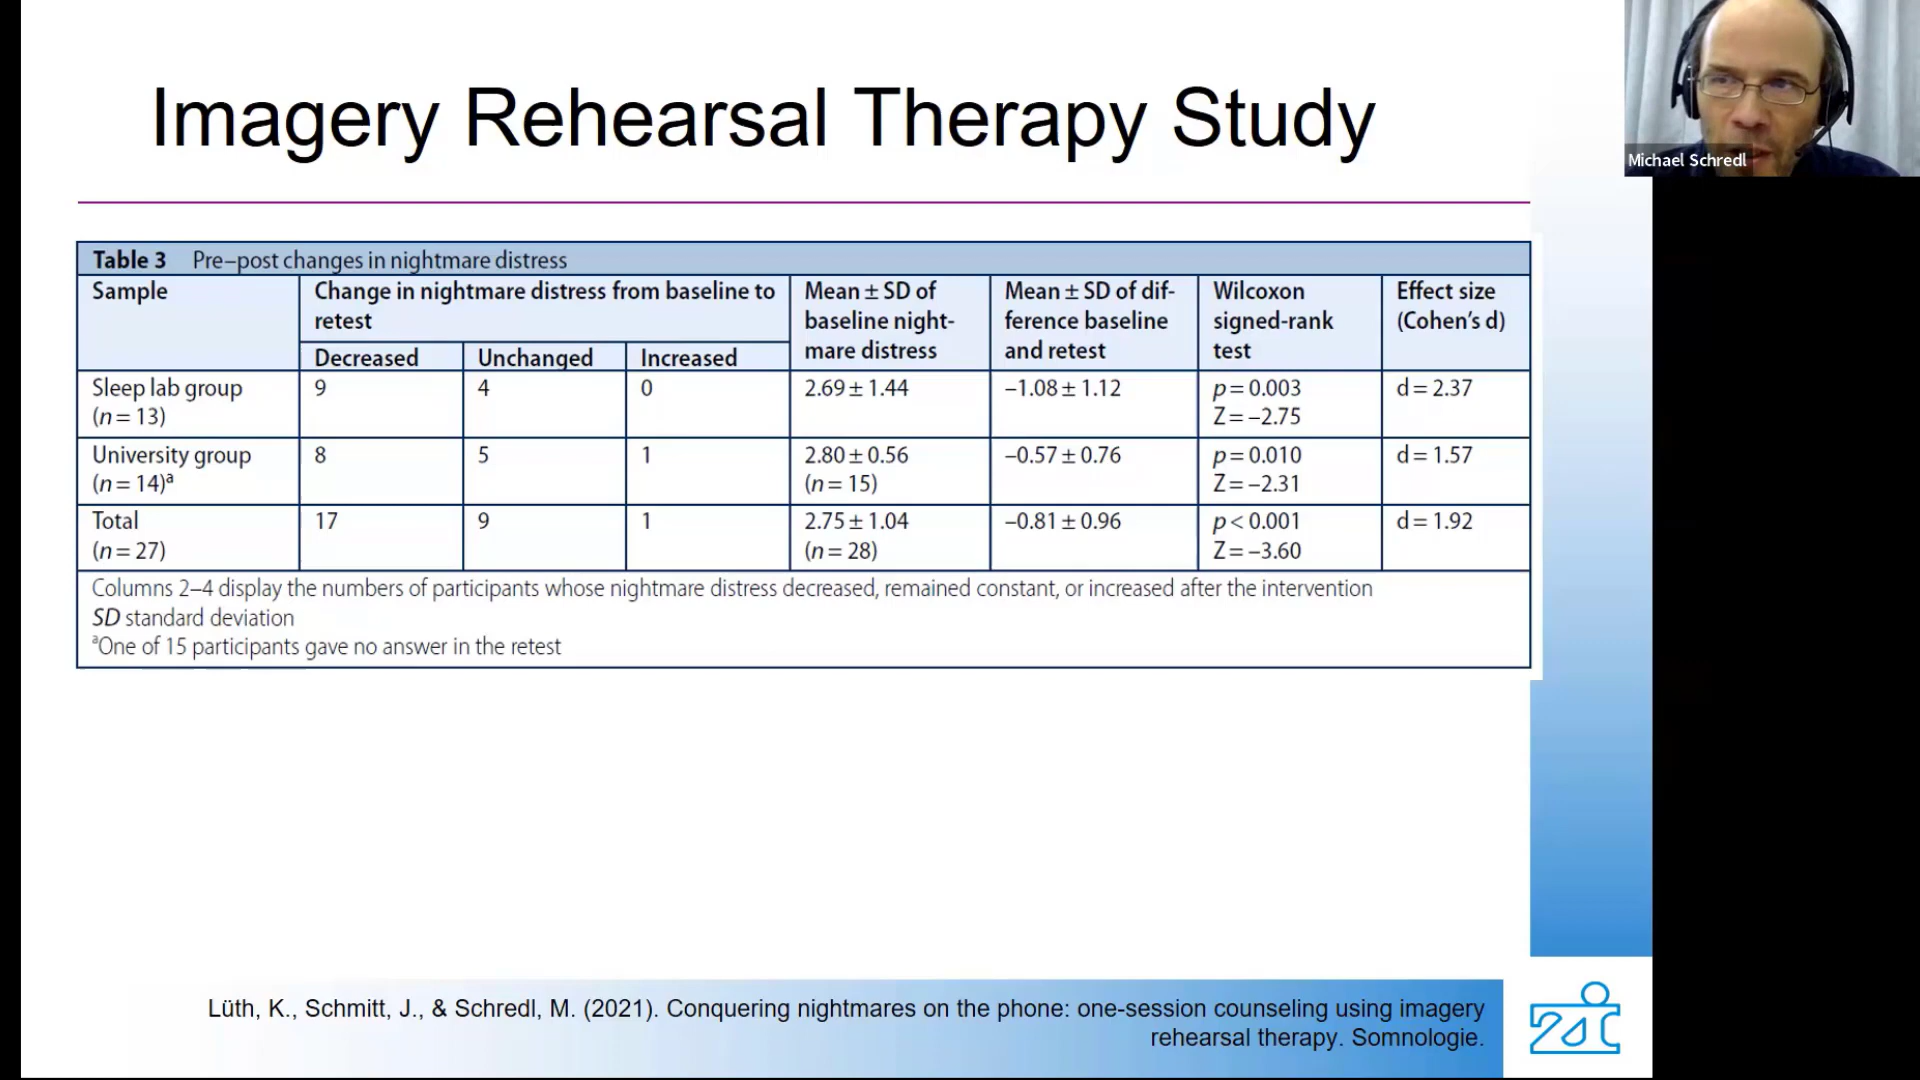 Imagery Rehearsal Therapy Study
Michael Schredl
Table 3 Pre–post changes in nightmare distress
Sample
Change in nightmare distress from baseline to
retest
Mean ± SD of
baseline night-
mare distress
Mean ± SD of dif-
ference baseline
and retest
Wilcoxon
signed-rank
test
Effect size
(Cohen's d)
Decreased Unchanged Increased
Sleep lab group 9 4 0 2.69 ± 1.44 –1.08 ± 1.12 p = 0.003 d = 2.37
(n = 13) Z = –2.75
University group 8 5 1 2.80 ± 0.56 –0.57 ± 0.76 p = 0.010 d = 1.57
(n = 14)ª (n = 15) Z = –2.31
Total 17 9 1 2.75 ± 1.04 –0.81 ± 0.96 p < 0.001 d = 1.92
(n = 27) (n = 28) Z = –3.60
Columns 2–4 display the numbers of participants whose nightmare distress decreased, remained constant, or increased after the intervention
SD standard deviation
ªOne of 15 participants gave no answer in the retest
Lüth, K., Schmitt, J., & Schredl, M. (2021). Conquering nightmares on the phone: one-session counseling using imagery
rehearsal therapy. Somnologie.